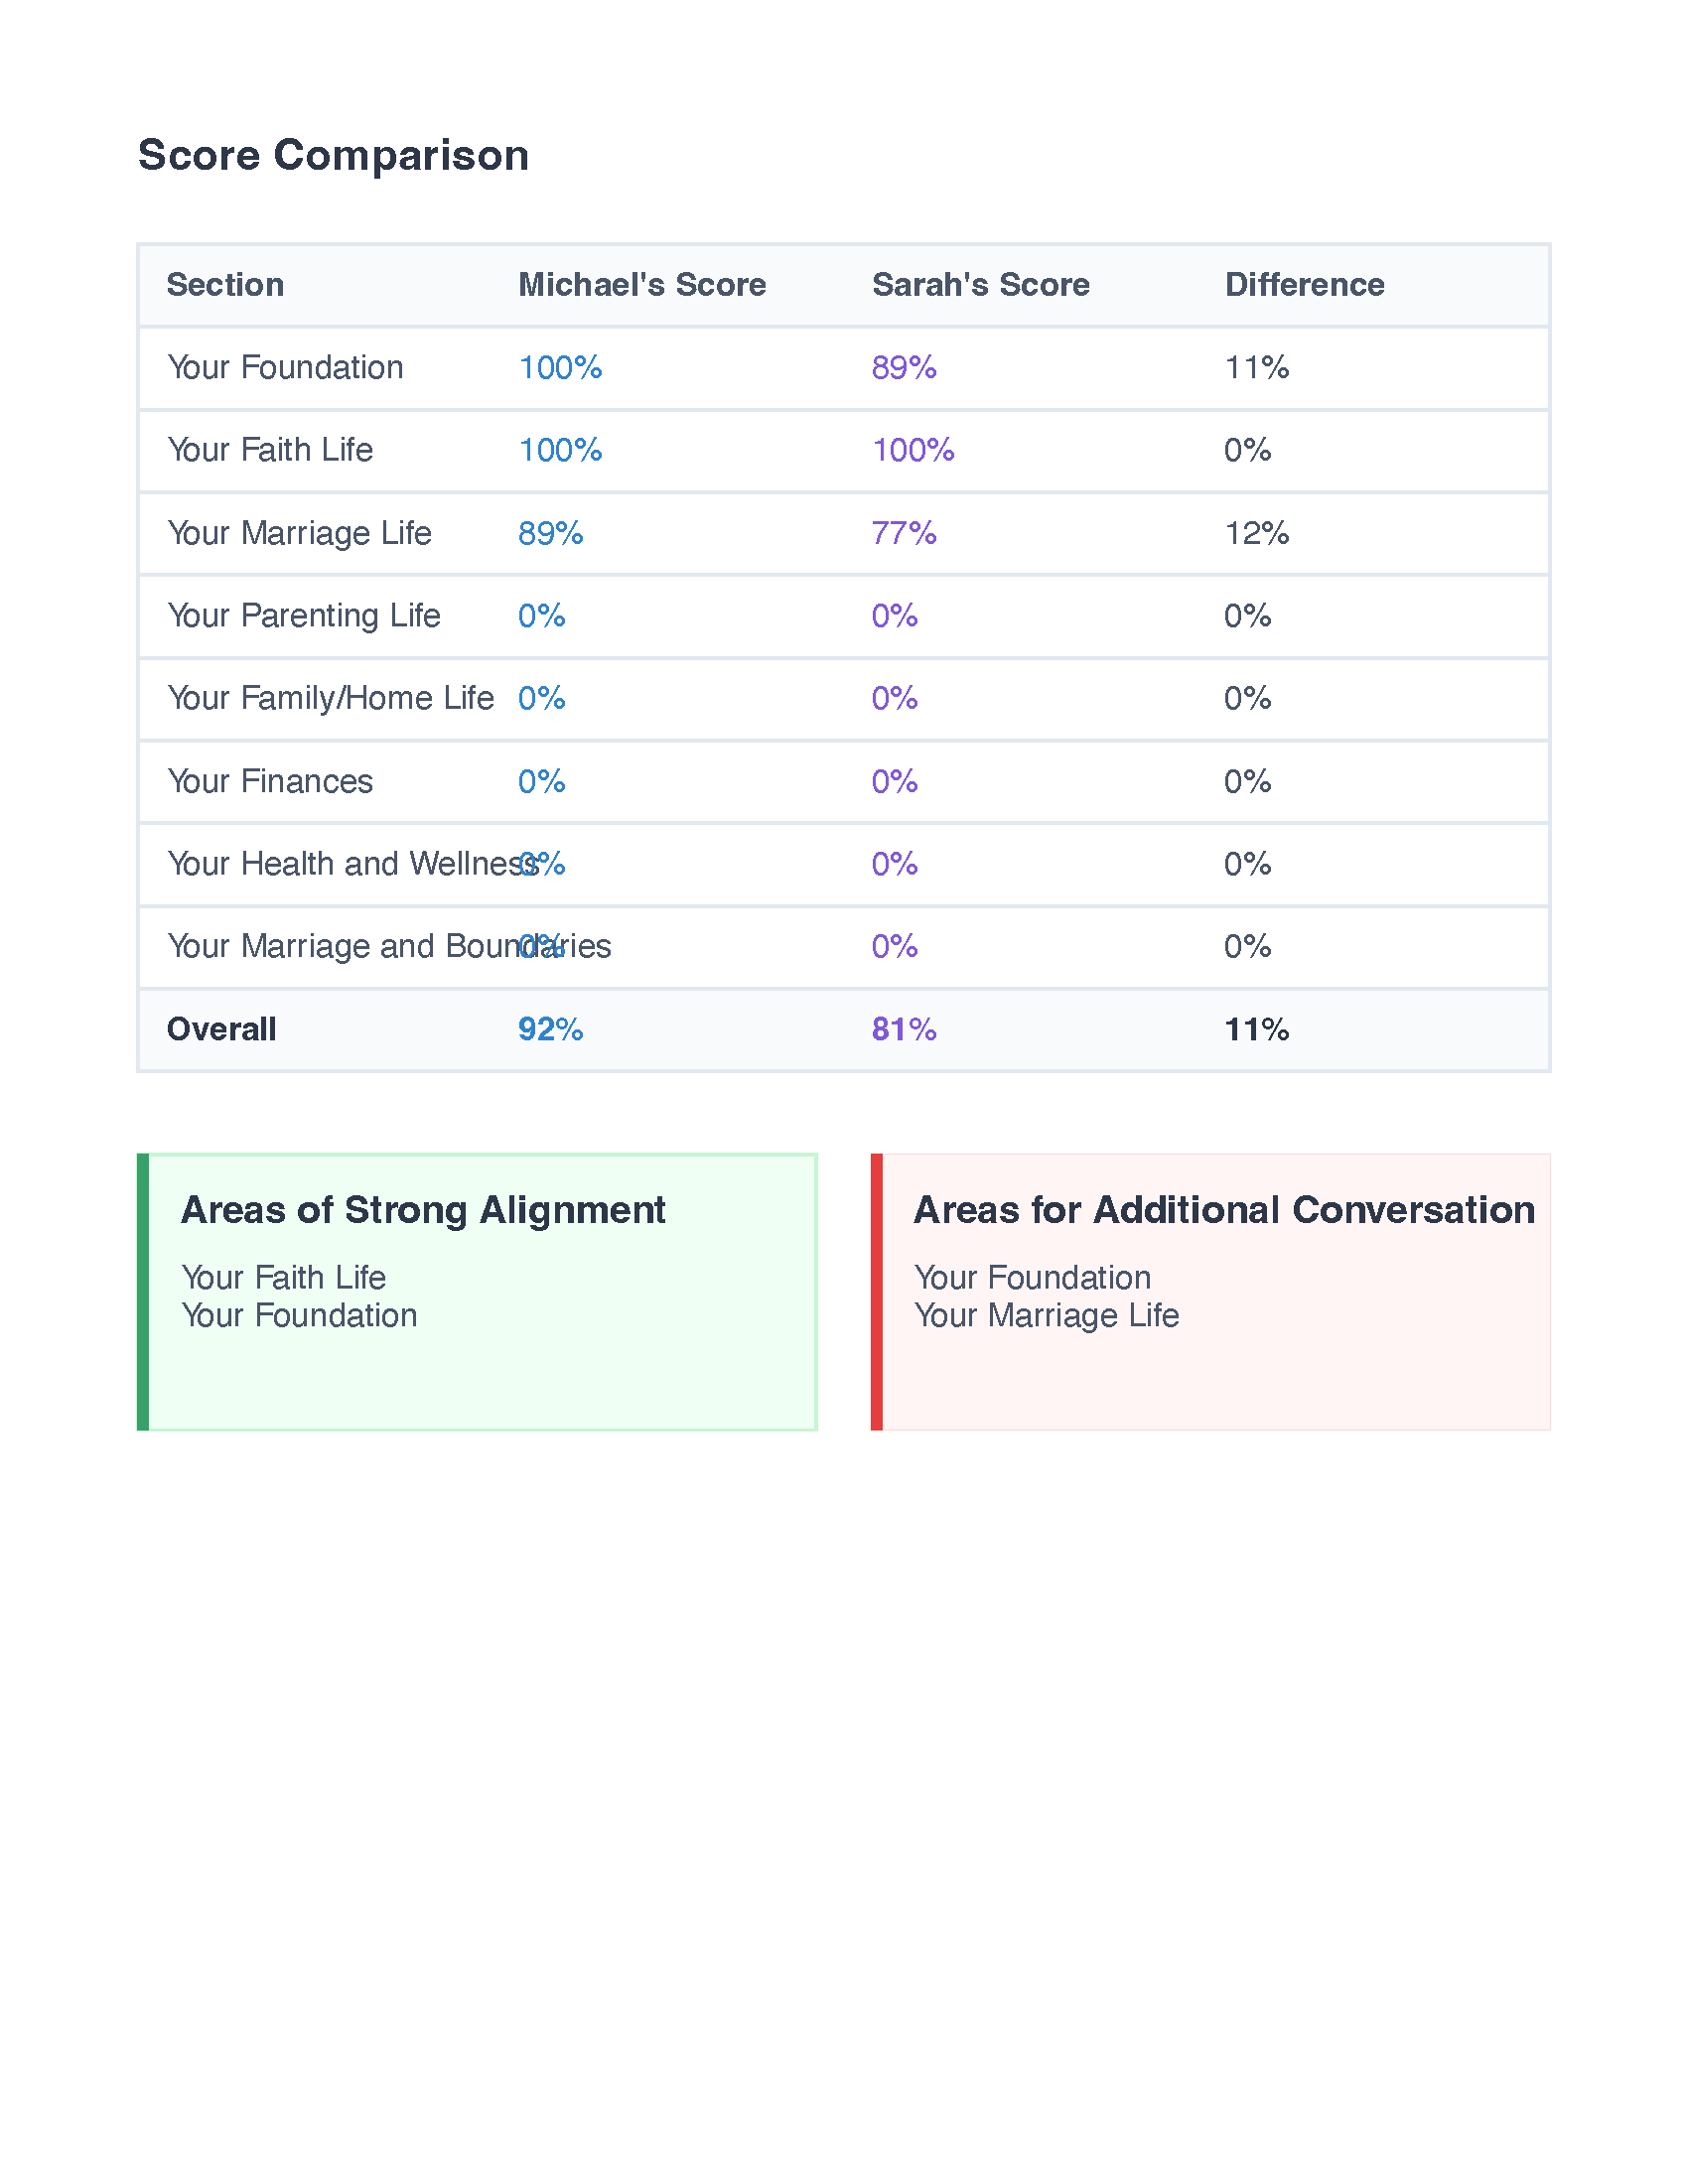 Score Comparison
Section Michael's Score Sarah's Score Difference
Your Foundation 100% 89% 11%
Your Faith Life 100% 100% 0%
Your Marriage Life 89% 77% 12%
Your Parenting Life 0% 0% 0%
Your Family/Home Life 0% 0% 0%
Your Finances 0% 0% 0%
Your Health and Wellness 0% 0% 0%
Your Marriage and Boundaries 0% 0% 0%
Overall 92% 81% 11%
Areas of Strong Alignment
Your Faith Life
Your Foundation
Areas for Additional Conversation
Your Foundation
Your Marriage Life